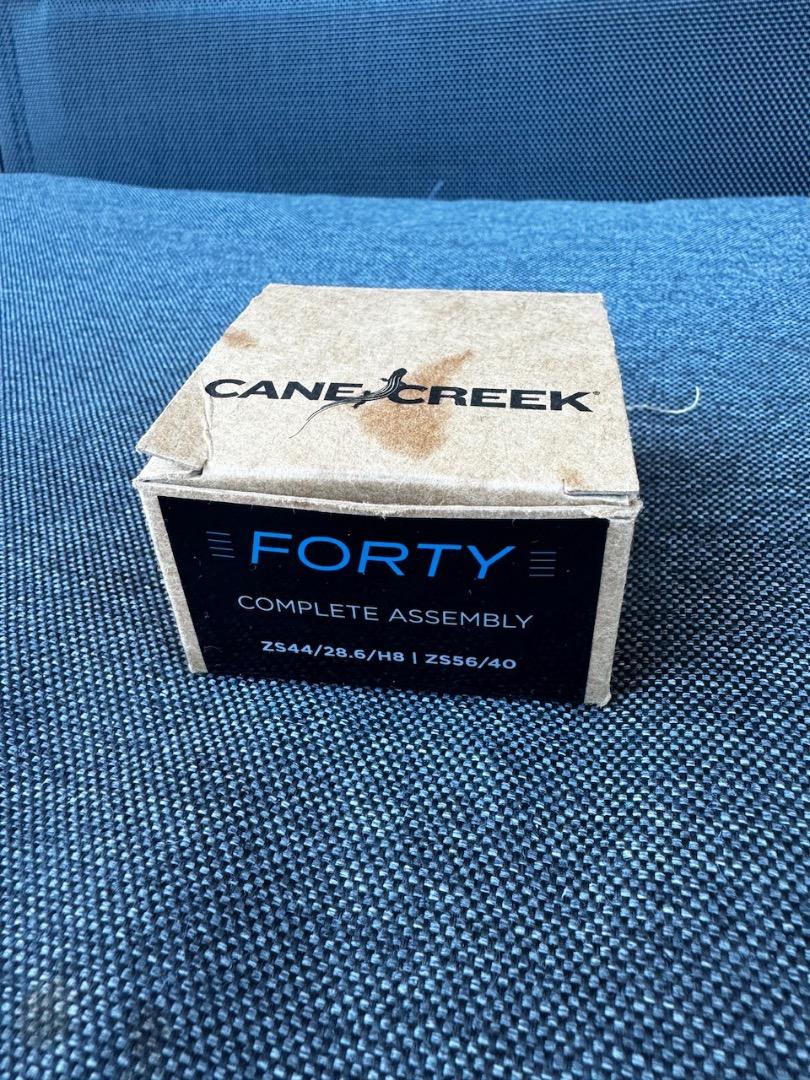 CANE CREEK®
FORTY
COMPLETE ASSEMBLY
ZS44/28.6/H8 | ZS56/40